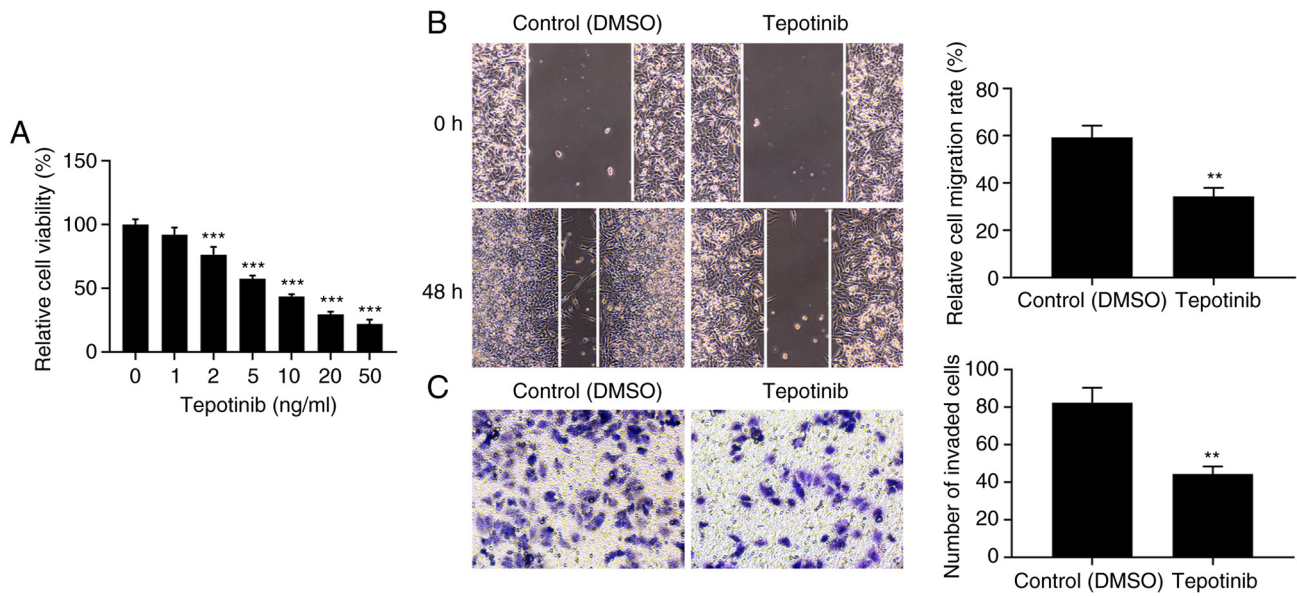 A
Relative cell viability (%)
150
100
50
0
***
***
***
***
***
0 1 2 5 10 20 50
Tepotinib (ng/ml)
B
Control (DMSO) Tepotinib
0 h
48 h
Relative cell migration rate (%)
80
60
40
20
0
**
Control (DMSO) Tepotinib
C
Control (DMSO) Tepotinib
Number of invaded cells
100
80
60
40
20
0
**
Control (DMSO) Tepotinib